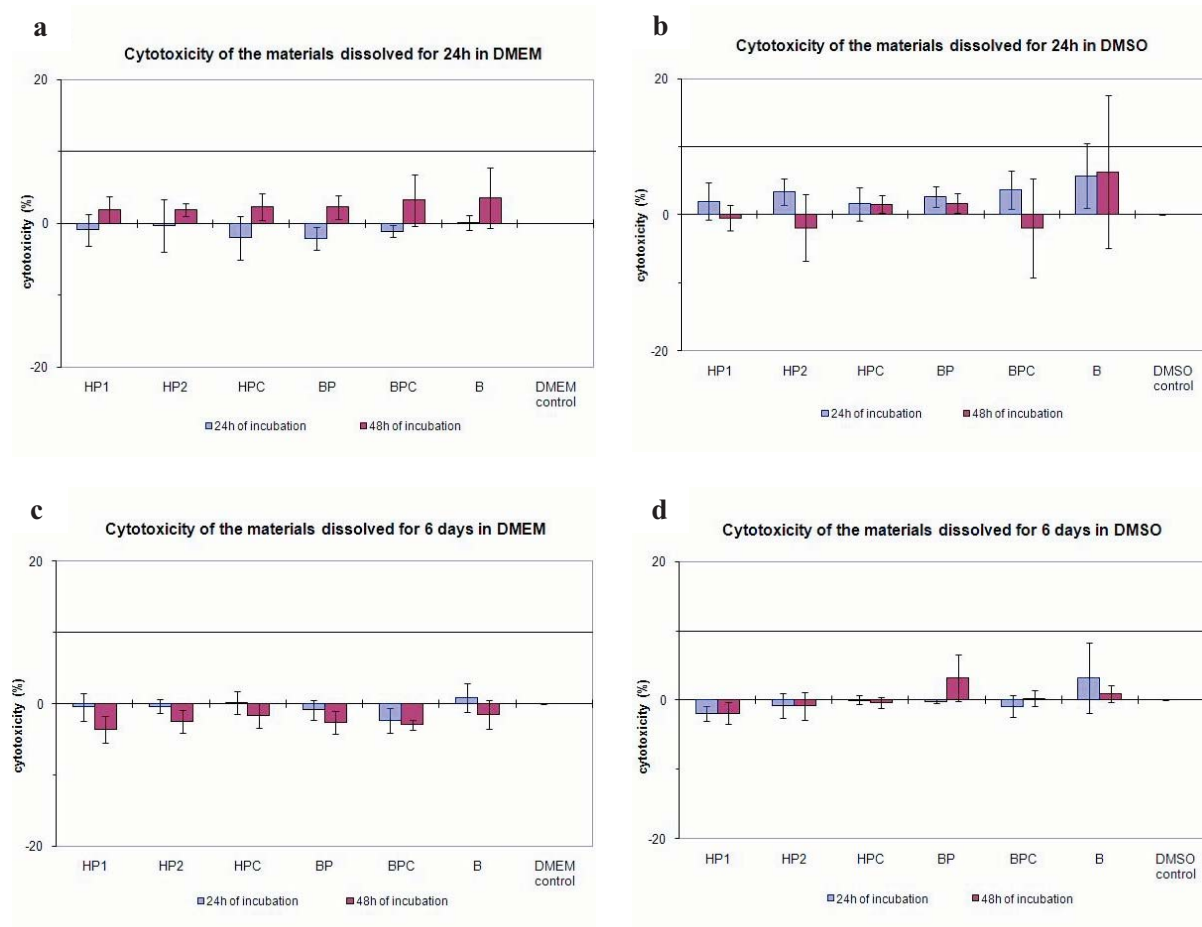 a
Cytotoxicity of the materials dissolved for 24h in DMEM
20
0
-20
cytotoxicity (%)
HP1 HP2 HPC BP BPC B DMEM
control
24h of incubation 48h of incubation
b
Cytotoxicity of the materials dissolved for 24h in DMSO
20
0
-20
cytotoxicity (%)
HP1 HP2 HPC BP BPC B DMSO
control
24h of incubation 48h of incubation
c
Cytotoxicity of the materials dissolved for 6 days in DMEM
20
0
-20
cytotoxicity (%)
HP1 HP2 HPC BP BPC B DMEM
control
24h of incubation 48h of incubation
d
Cytotoxicity of the materials dissolved for 6 days in DMSO
20
0
-20
cytotoxicity (%)
HP1 HP2 HPC BP BPC B DMSO
control
24h of incubation 48h of incubation